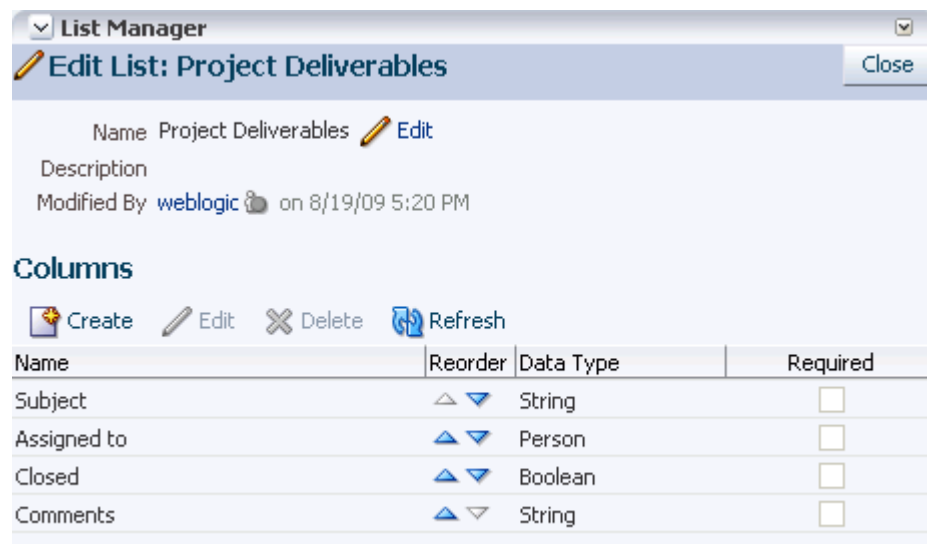 List Manager
Edit List: Project Deliverables Close
Name Project Deliverables Edit
Description
Modified By weblogic on 8/19/09 5:20 PM
Columns
Create Edit Delete Refresh
Name Reorder Data Type Required
Subject String
Assigned to Person
Closed Boolean
Comments String